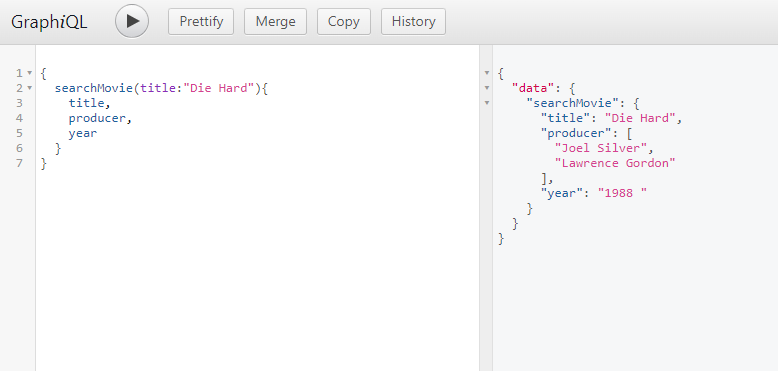 GraphiQL Prettify Merge Copy History
1 {
2 searchMovie(title:"Die Hard"){
3 title,
4 producer,
5 year
6 }
7 }
{
"data": {
"searchMovie": {
"title": "Die Hard",
"producer": [
"Joel Silver",
"Lawrence Gordon"
],
"year": "1988 "
}
}
}